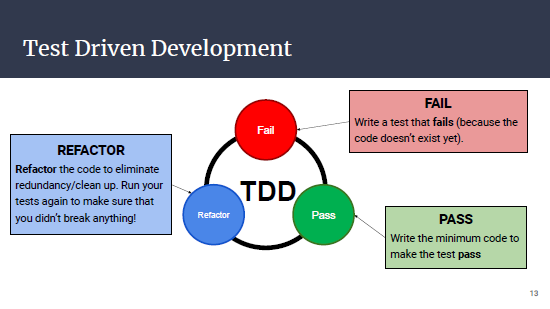 Test Driven Development
FAIL
Write a test that fails (because the
code doesn't exist yet).
Fail
REFACTOR
Refactor the code to eliminate
redundancy/clean up. Run your
tests again to make sure that
you didn't break anything!
TDD
Refactor
Pass
PASS
Write the minimum code to
make the test pass
13